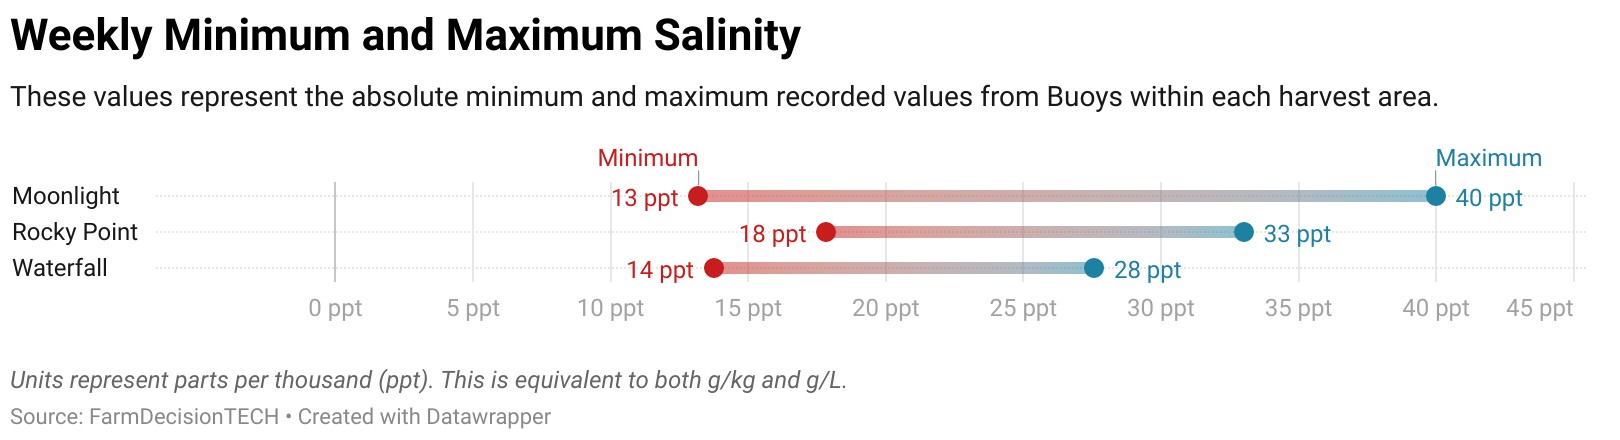 Weekly Minimum and Maximum Salinity
These values represent the absolute minimum and maximum recorded values from Buoys within each harvest area.
Minimum Maximum
Moonlight 13 ppt 40 ppt
Rocky Point 18 ppt 33 ppt
Waterfall 14 ppt 28 ppt
0 ppt 5 ppt 10 ppt 15 ppt 20 ppt 25 ppt 30 ppt 35 ppt 40 ppt 45 ppt
Units represent parts per thousand (ppt). This is equivalent to both g/kg and g/L.
Source: FarmDecisionTECH • Created with Datawrapper